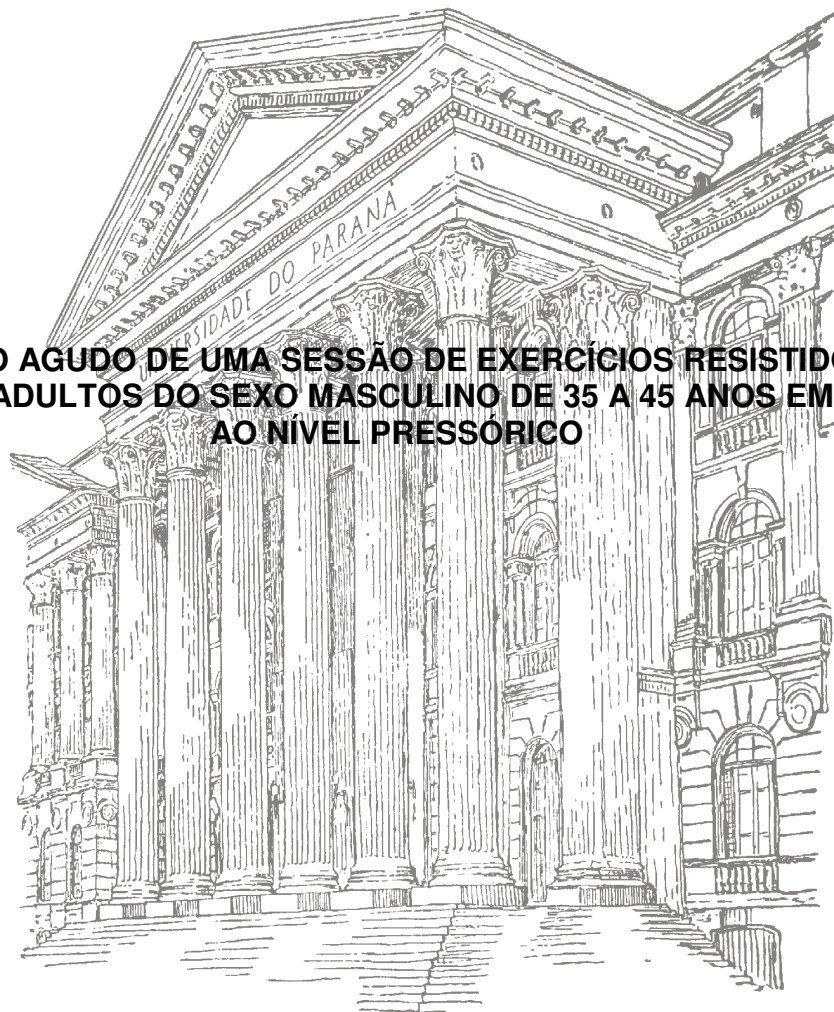 UNIVERSIDADE DO PARANÁ
O AGUDO DE UMA SESSÃO DE EXERCÍCIOS RESISTIDO
ADULTOS DO SEXO MASCULINO DE 35 A 45 ANOS EM
AO NÍVEL PRESSÓRICO